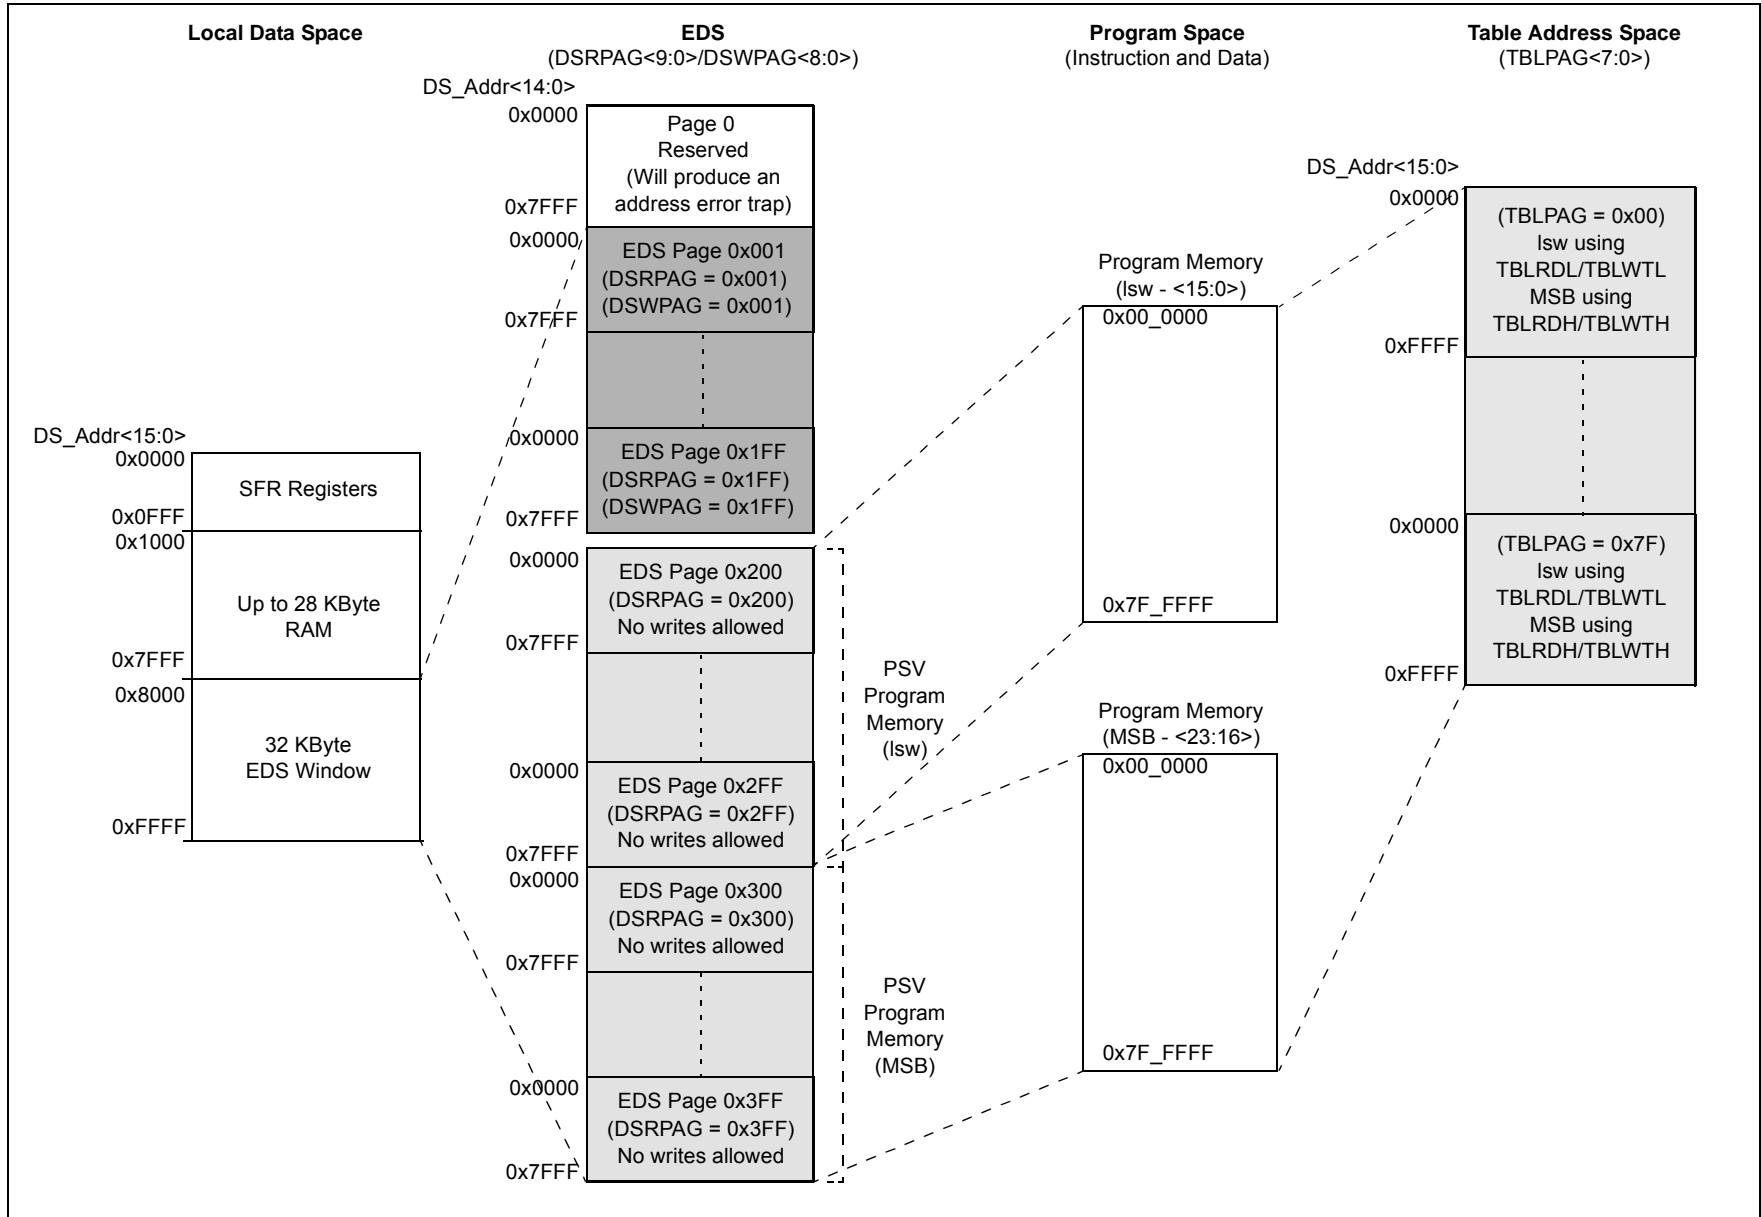 Local Data Space
DS_Addr<15:0>
0x0000
SFR Registers
0x0FFF
0x1000
Up to 28 KByte
RAM
0x7FFF
0x8000
32 KByte
EDS Window
0xFFFF
EDS
(DSRPAG<9:0>/DSWPAG<8:0>)
DS_Addr<14:0>
0x0000
Page 0
Reserved
(Will produce an
address error trap)
0x7FFF
0x0000
EDS Page 0x001
(DSRPAG = 0x001)
(DSWPAG = 0x001)
0x7FFF
0x0000
EDS Page 0x1FF
(DSRPAG = 0x1FF)
(DSWPAG = 0x1FF)
0x7FFF
0x0000
EDS Page 0x200
(DSRPAG = 0x200)
No writes allowed
0x7FFF
0x0000
EDS Page 0x2FF
(DSRPAG = 0x2FF)
No writes allowed
0x7FFF
0x0000
EDS Page 0x300
(DSRPAG = 0x300)
No writes allowed
0x7FFF
0x0000
EDS Page 0x3FF
(DSRPAG = 0x3FF)
No writes allowed
0x7FFF
PSV
Program
Memory
(lsw)
PSV
Program
Memory
(MSB)
Program Space
(Instruction and Data)
Program Memory
(lsw - <15:0>)
0x00_0000
0x7F_FFFF
Program Memory
(MSB - <23:16>)
0x00_0000
0x7F_FFFF
Table Address Space
(TBLPAG<7:0>)
DS_Addr<15:0>
0x0000
(TBLPAG = 0x00)
lsw using
TBLRDL/TBLWTL
MSB using
TBLRDH/TBLWTH
0xFFFF
0x0000
(TBLPAG = 0x7F)
lsw using
TBLRDL/TBLWTL
MSB using
TBLRDH/TBLWTH
0xFFFF